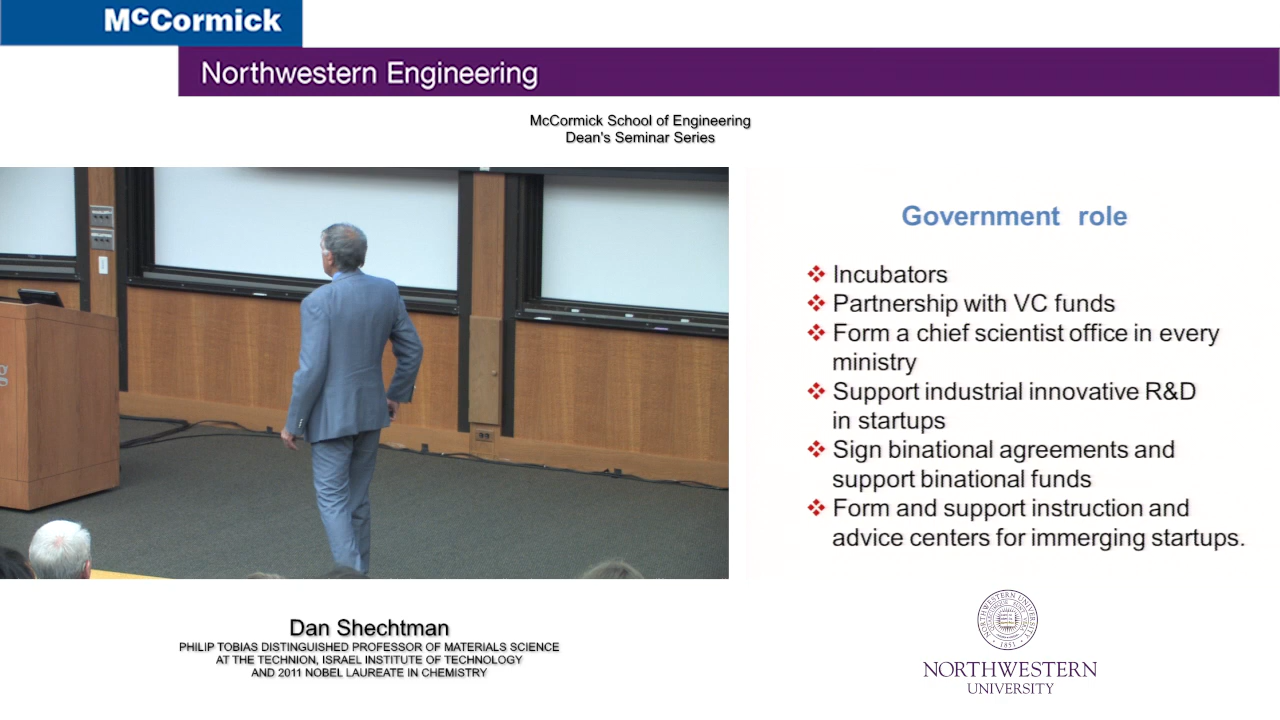 McCormick
Northwestern Engineering
McCormick School of Engineering
Dean's Seminar Series
g
Government role
❖ Incubators
❖ Partnership with VC funds
❖ Form a chief scientist office in every
ministry
❖ Support industrial innovative R&D
in startups
❖ Sign binational agreements and
support binational funds
❖ Form and support instruction and
advice centers for immerging startups.
Dan Shechtman
PHILIP TOBIAS DISTINGUISHED PROFESSOR OF MATERIALS SCIENCE
AT THE TECHNION, ISRAEL INSTITUTE OF TECHNOLOGY
AND 2011 NOBEL LAUREATE IN CHEMISTRY
1851
NORTHWESTERN
UNIVERSITY